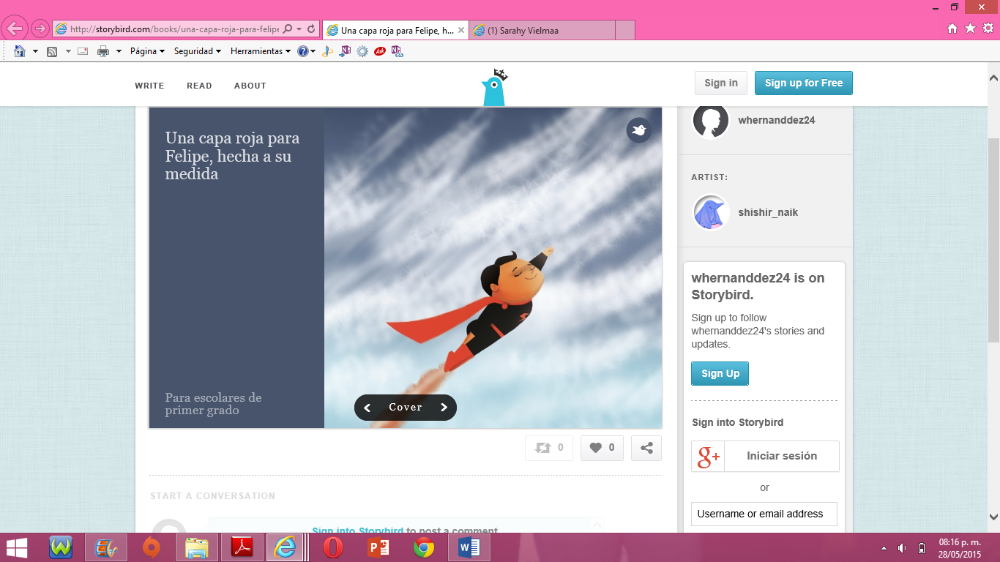 http://storybird.com/books/una-capa-roja-para-felipe
Una capa roja para Felipe, h...
(1) Sarahy Vielmaa
Página
Seguridad
Herramientas
Ask
WRITE READ ABOUT
Sign in
Sign up for Free
Una capa roja para
Felipe, hecha a su
medida
Para escolares de
primer grado
Cover
0
0
START A CONVERSATION
Sign into Storybird to post a comment
whernanddez24
ARTIST:
shishir_naik
whernanddez24 is on
Storybird.
Sign up to follow
whernanddez24's stories and
updates.
Sign Up
Sign into Storybird
g+ Iniciar sesión
or
Username or email address
08:16 p. m.
28/05/2015